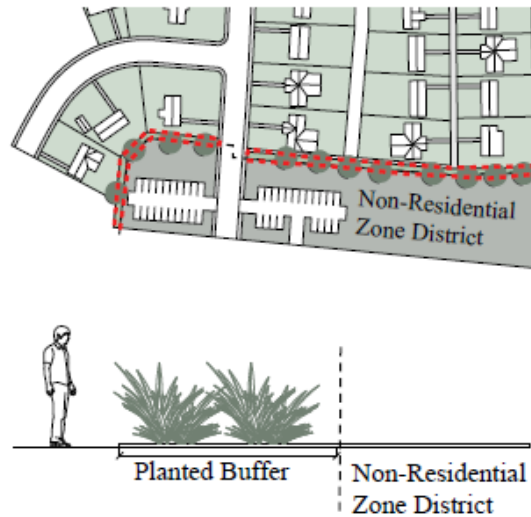 Non-Residential
Zone District
Planted Buffer
Non-Residential
Zone District